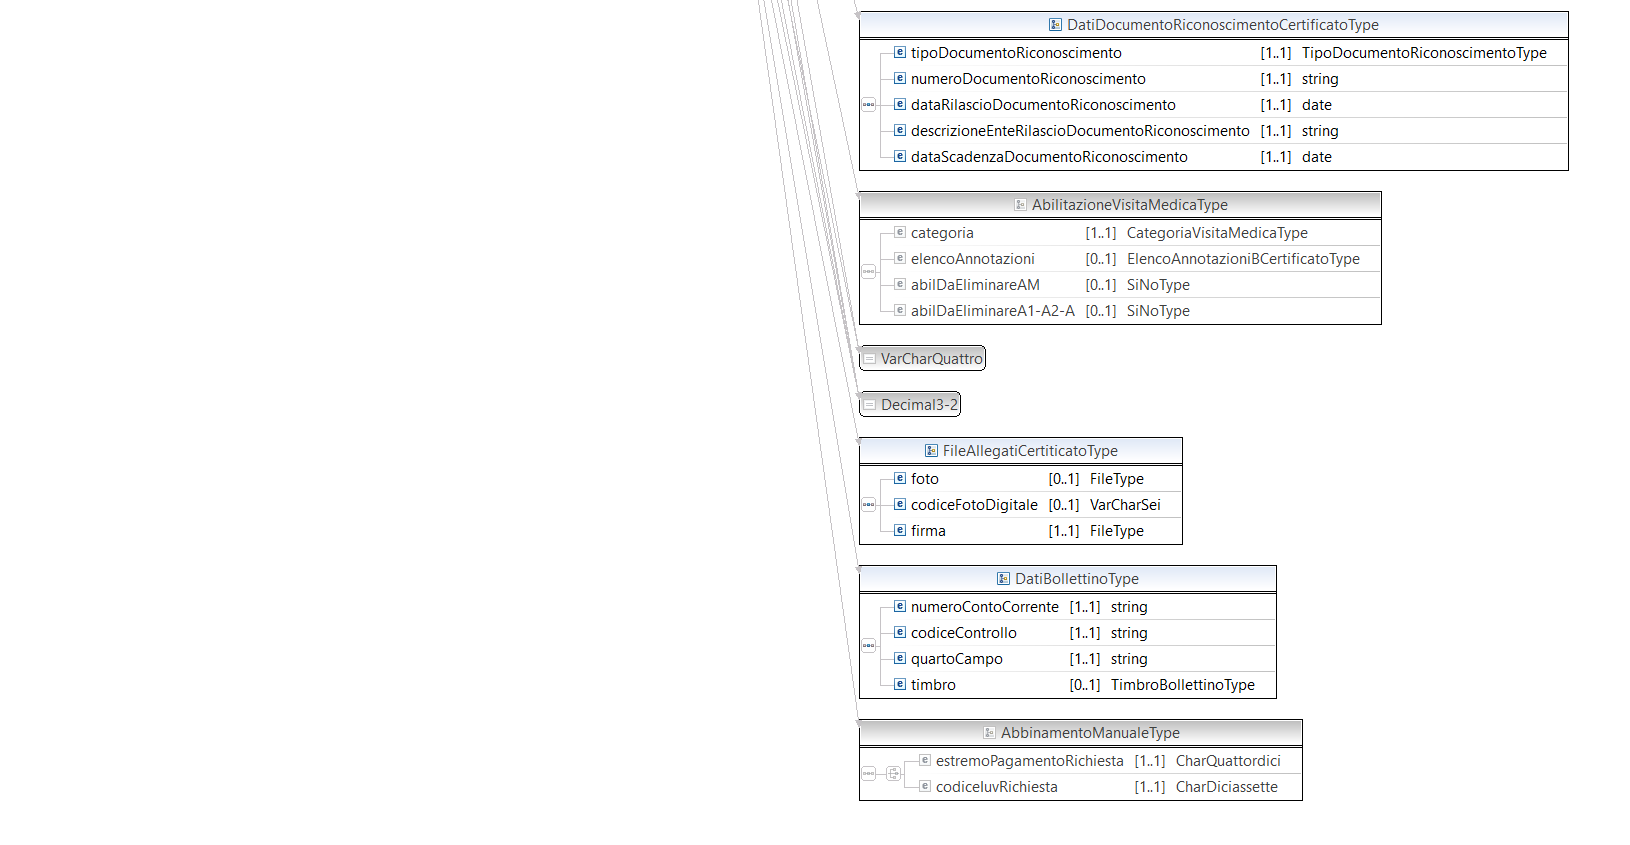 DatiDocumentoRiconoscimentoCertificatoType
tipoDocumentoRiconoscimento [1..1] TipoDocumentoRiconoscimentoType
numeroDocumentoRiconoscimento [1..1] string
dataRilascioDocumentoRiconoscimento [1..1] date
descrizioneEnteRilascioDocumentoRiconoscimento [1..1] string
dataScadenzaDocumentoRiconoscimento [1..1] date
AbilitazioneVisitaMedicaType
categoria [1..1] CategoriaVisitaMedicaType
elencoAnnotazioni [0..1] ElencoAnnotazioniBCertificatoType
abilDaEliminareAM [0..1] SiNoType
abilDaEliminareA1-A2-A [0..1] SiNoType
VarCharQuattro
Decimal3-2
FileAllegatiCertiticatoType
foto [0..1] FileType
codiceFotoDigitale [0..1] VarCharSei
firma [1..1] FileType
DatiBollettinoType
numeroContoCorrente [1..1] string
codiceControllo [1..1] string
quartoCampo [1..1] string
timbro [0..1] TimbroBollettinoType
AbbinamentoManualeType
estremoPagamentoRichiesta [1..1] CharQuattordici
codiceIuvRichiesta [1..1] CharDiciassette